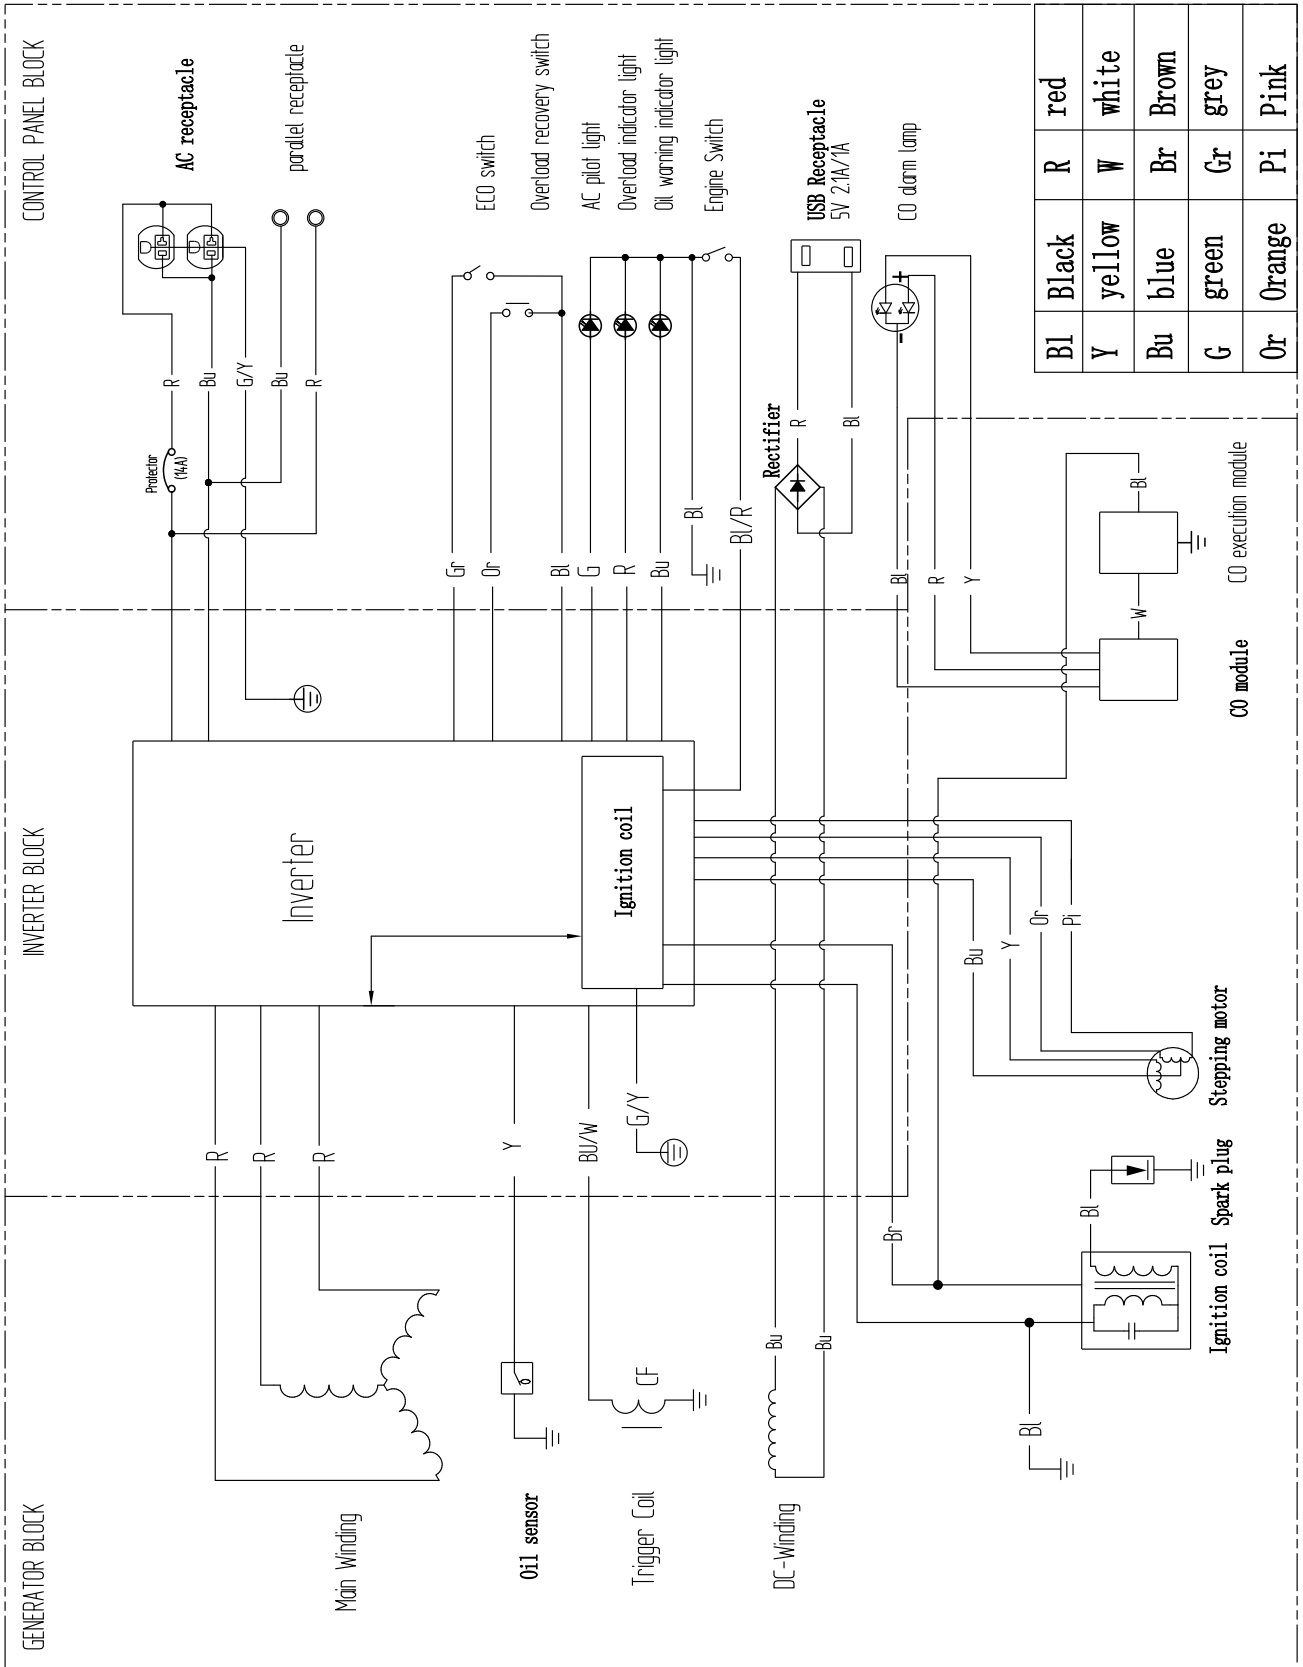 GENERATOR BLOCK
INVERTER BLOCK
CONTROL PANEL BLOCK
AC receptacle
parallel receptacle
ECO switch
Overload recovery switch
AC pilot light
Overload indicator light
Oil warning indicator light
Engine Switch
USB Receptacle
5V 2.1A/1A
CO alarm lamp
R
Bu
G/Y
Bu
R
Protector
(14A)
Rectifier
R
Bl
Gr
Or
Bl
G
R
Bu
Bl
Bl/R
Bl
R
Y
Bl
W
CO execution module
CO module
Inverter
Ignition coil
Bu
Y
Or
Pi
Stepping motor
R
R
R
Y
BU/W
G/Y
Br
Bl
Spark plug
Ignition coil
Bu
Bu
Bl
CF
Main Winding
Oil sensor
Trigger Coil
DC-Winding
Bl Black R red
Y yellow W white
Bu blue Br Brown
G green Gr grey
Or Orange Pi Pink